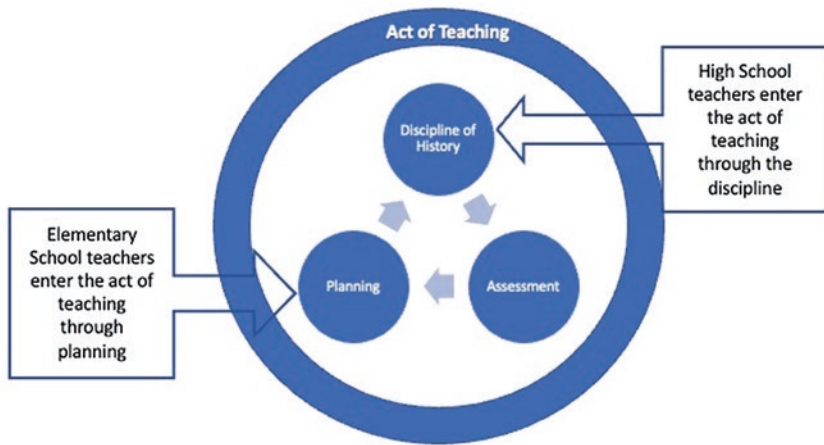 Act of Teaching
High School
teachers enter
the act of
teaching
through the
discipline
Discipline of
History
Elementary
School teachers
enter the act of
teaching
through
planning
Planning
Assessment